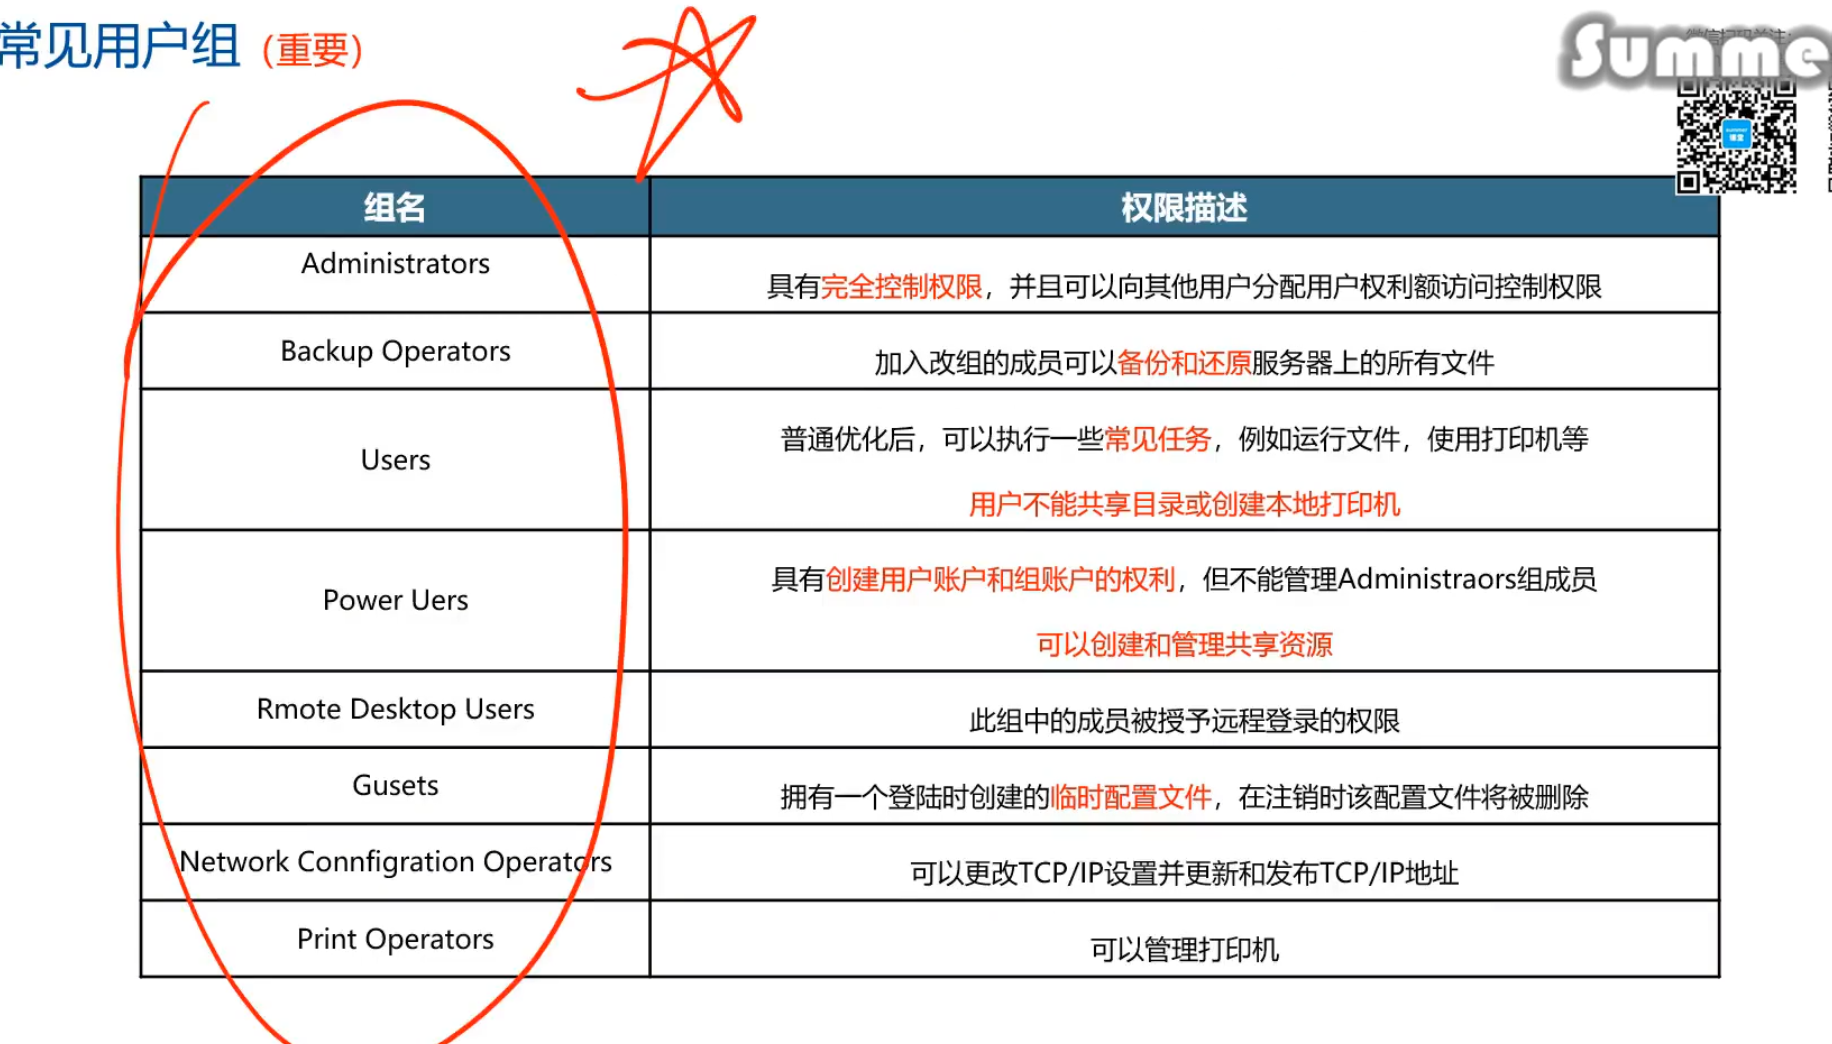 常见用户组（重要）
Summe
组名 权限描述
Administrators 具有完全控制权限，并且可以向其他用户分配用户权利额访问控制权限
Backup Operators 加入改组的成员可以备份和还原服务器上的所有文件
Users 普通优化后，可以执行一些常见任务，例如运行文件，使用打印机等
用户不能共享目录或创建本地打印机
Power Uers 具有创建用户账户和组账户的权利，但不能管理Administraors组成员
可以创建和管理共享资源
Rmote Desktop Users 此组中的成员被授予远程登录的权限
Gusets 拥有一个登陆时创建的临时配置文件，在注销时该配置文件将被删除
Network Connfigration Operators 可以更改TCP/IP设置并更新和发布TCP/IP地址
Print Operators 可以管理打印机